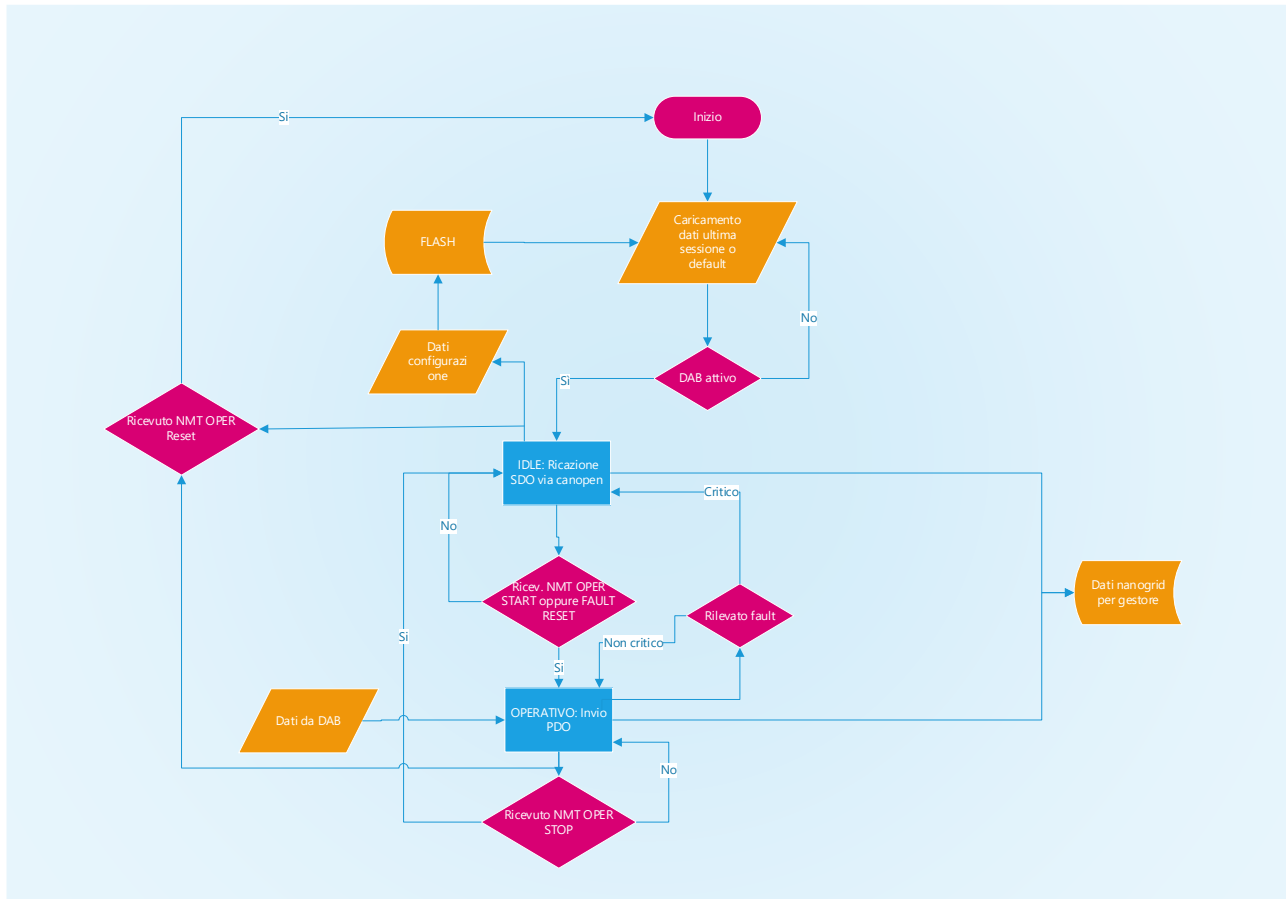 Si
Inizio
Caricamento
dati ultima
sessione o
default
FLASH
No
Dati
configurazi
one
Sì
DAB attivo
Ricevuto NMT OPER
Reset
IDLE: Ricazione
SDO via canopen
Critico
No
Ricev. NMT OPER
START oppure FAULT
RESET
Dati nanogrid
per gestore
Rilevato fault
Si
Non critico
Si
Dati da DAB
OPERATIVO: Invio
PDO
No
Ricevuto NMT OPER
STOP